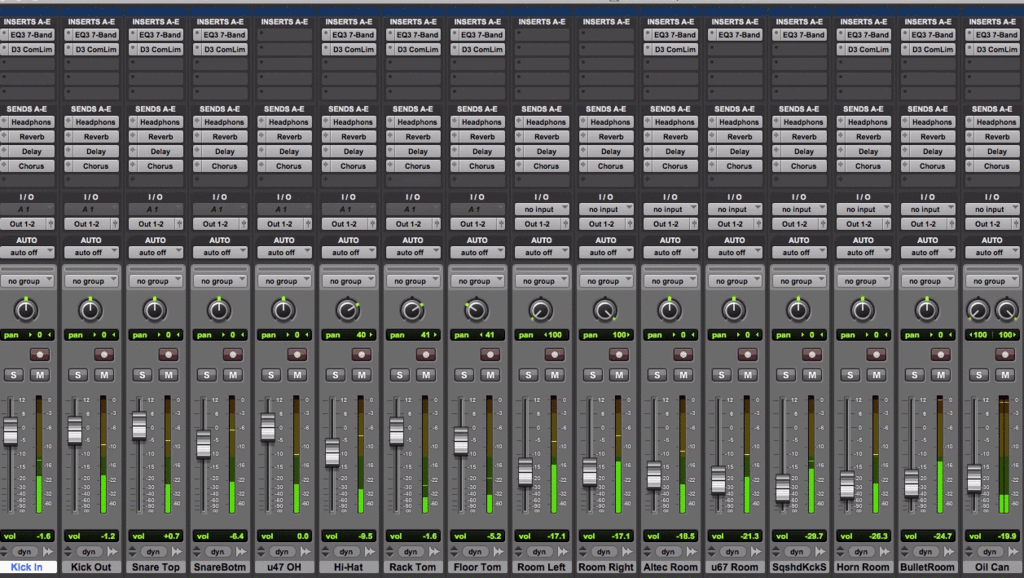 INSERTS A-E INSERTS A-E INSERTS A-E INSERTS A-E INSERTS A-E INSERTS A-E INSERTS A-E INSERTS A-E INSERTS A-E INSERTS A-E INSERTS A-E INSERTS A-E INSERTS A-E INSERTS A-E INSERTS A-E INSERTS A-E
EQ3 7-Band EQ3 7-Band EQ3 7-Band EQ3 7-Band EQ3 7-Band EQ3 7-Band EQ3 7-Band EQ3 7-Band EQ3 7-Band EQ3 7-Band EQ3 7-Band EQ3 7-Band EQ3 7-Band
D3 ComLim D3 ComLim D3 ComLim D3 ComLim D3 ComLim D3 ComLim D3 ComLim D3 ComLim D3 ComLim D3 ComLim D3 ComLim
SENDS A-E SENDS A-E SENDS A-E SENDS A-E SENDS A-E SENDS A-E SENDS A-E SENDS A-E SENDS A-E SENDS A-E SENDS A-E SENDS A-E SENDS A-E SENDS A-E SENDS A-E SENDS A-E
Headphons Headphons Headphons Headphons Headphons Headphons Headphons Headphons Headphons Headphons Headphons Headphons Headphons Headphons Headphons Headphons
Reverb Reverb Reverb Reverb Reverb Reverb Reverb Reverb Reverb Reverb Reverb Reverb Reverb Reverb Reverb Reverb
Delay Delay Delay Delay Delay Delay Delay Delay Delay Delay Delay Delay Delay Delay Delay Delay
Chorus Chorus Chorus Chorus Chorus Chorus Chorus Chorus Chorus Chorus Chorus Chorus Chorus Chorus Chorus Chorus
I / O I / O I / O I / O I / O I / O I / O I / O I / O I / O I / O I / O I / O I / O I / O I / O
A 1 A 1 A 1 A 1 A 1 A 1 A 1 A 1 no input no input no input no input no input no input no input no input
Out 1-2 Out 1-2 Out 1-2 Out 1-2 Out 1-2 Out 1-2 Out 1-2 Out 1-2 Out 1-2 Out 1-2 Out 1-2 Out 1-2 Out 1-2 Out 1-2 Out 1-2 Out 1-2
AUTO AUTO AUTO AUTO AUTO AUTO AUTO AUTO AUTO AUTO AUTO AUTO AUTO AUTO AUTO AUTO
auto off auto off auto off auto off auto off auto off auto off auto off auto off auto off auto off auto off auto off auto off auto off auto off
no group no group no group no group no group no group no group no group no group no group no group no group no group no group no group no group
pan 0 pan 0 pan 0 pan 0 pan 0 pan 40 pan 41 pan 41 pan 100 pan 100 pan 0 pan 0 pan 0 pan 0 pan 0 100 100
S M S M S M S M S M S M S M S M S M S M S M S M S M S M S M S M
vol -1.6 vol -1.2 vol +0.7 vol -6.4 vol 0.0 vol -9.5 vol -1.6 vol -5.2 vol -17.1 vol -17.1 vol -18.5 vol -21.3 vol -29.7 vol -26.3 vol -24.7 vol -19.9
dyn dyn dyn dyn dyn dyn dyn dyn dyn dyn dyn dyn dyn dyn dyn dyn
Kick In Kick Out Snare Top SnareBotm u47 OH Hi-Hat Rack Tom Floor Tom Room Left Room Right Altec Room u67 Room SqshdKckS Horn Room BulletRoom Oil Can